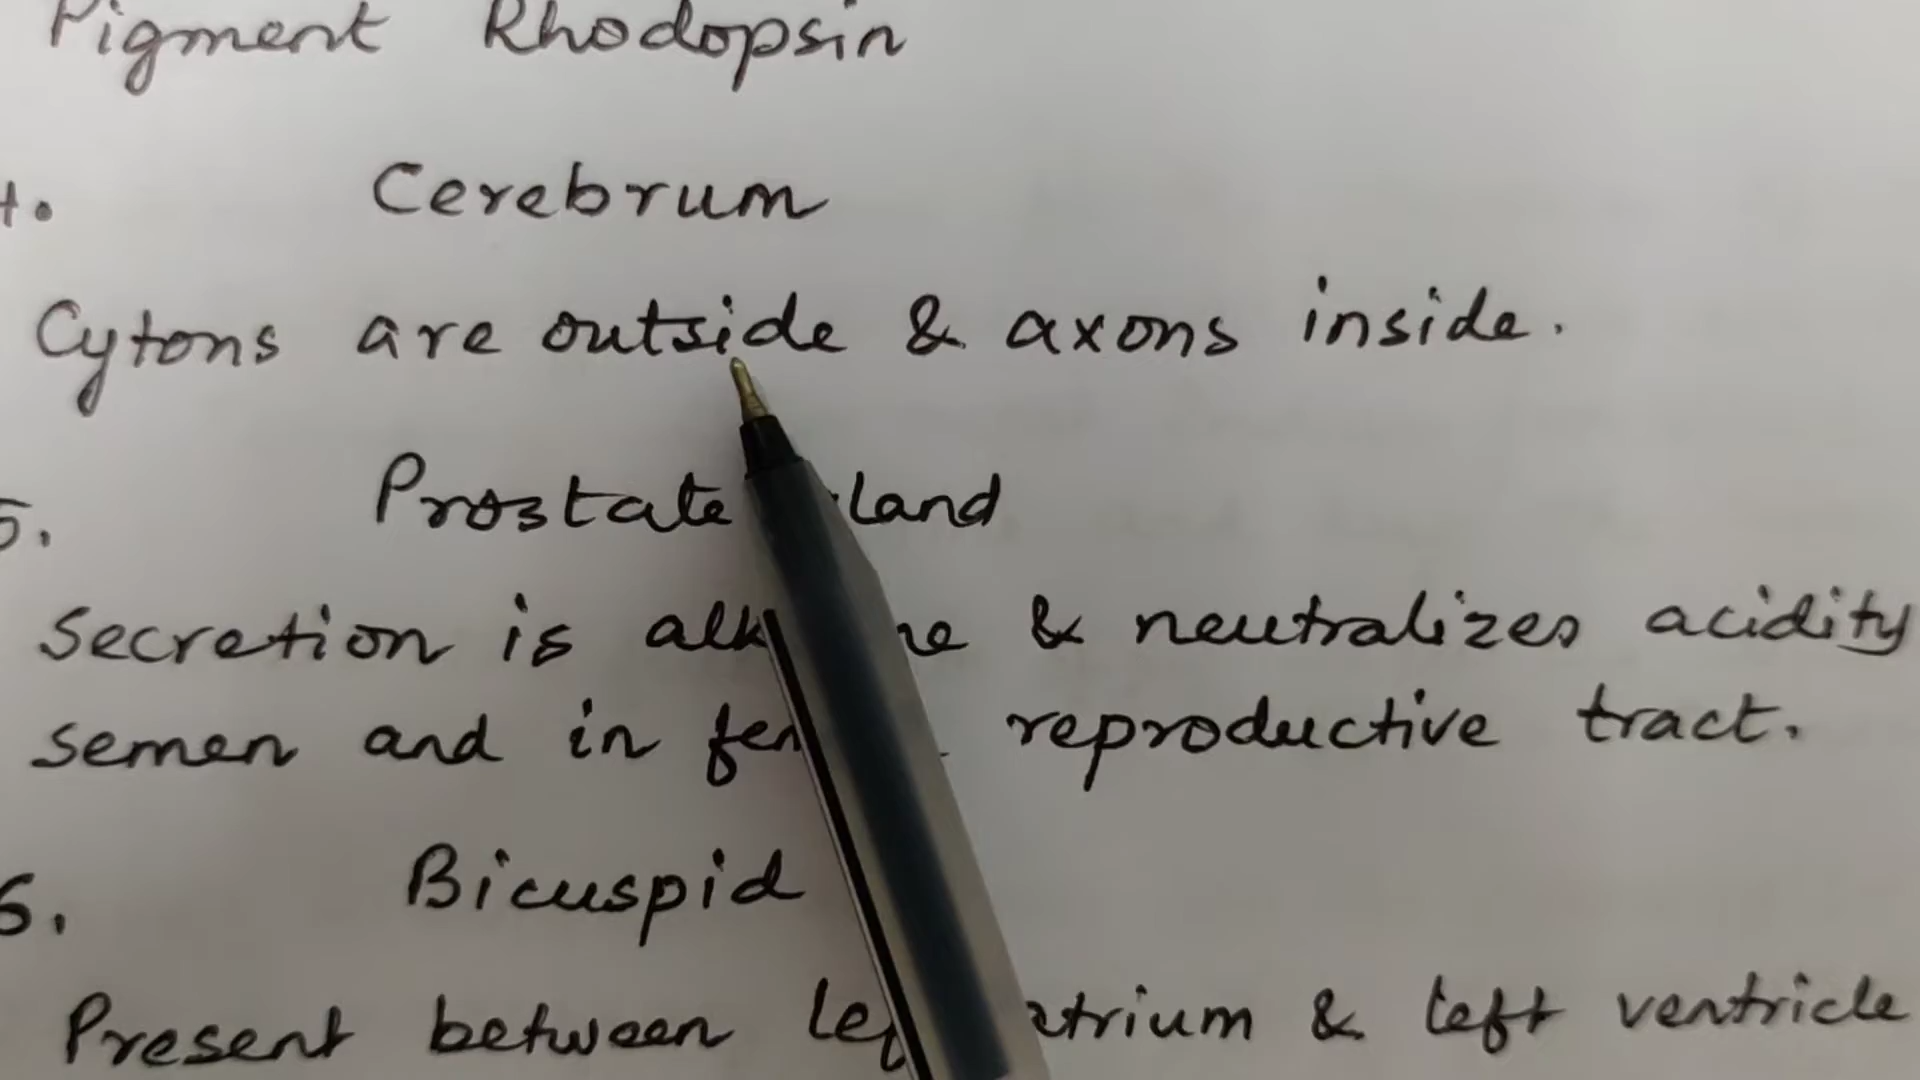 Pigment Rhodopsin
4. Cerebrum
Cytons are outside & axons inside.
5. Prostate land
Secretion is & neutralizes acidity
semen and in reproductive tract.
6. Bicuspid
Present between atrium & left ventricle